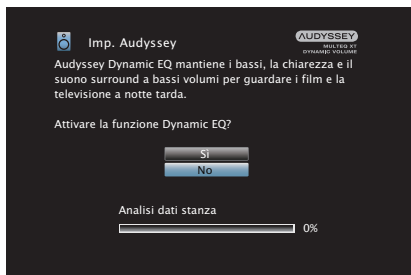 Imp. Audyssey
AUDYSSEY
MULTEQ XT
DYNAMIC VOLUME
Audyssey Dynamic EQ mantiene i bassi, la chiarezza e il
suono surround a bassi volumi per guardare i film e la
televisione a notte tarda.
Attivare la funzione Dynamic EQ?
Sì
No
Analisi dati stanza
0%